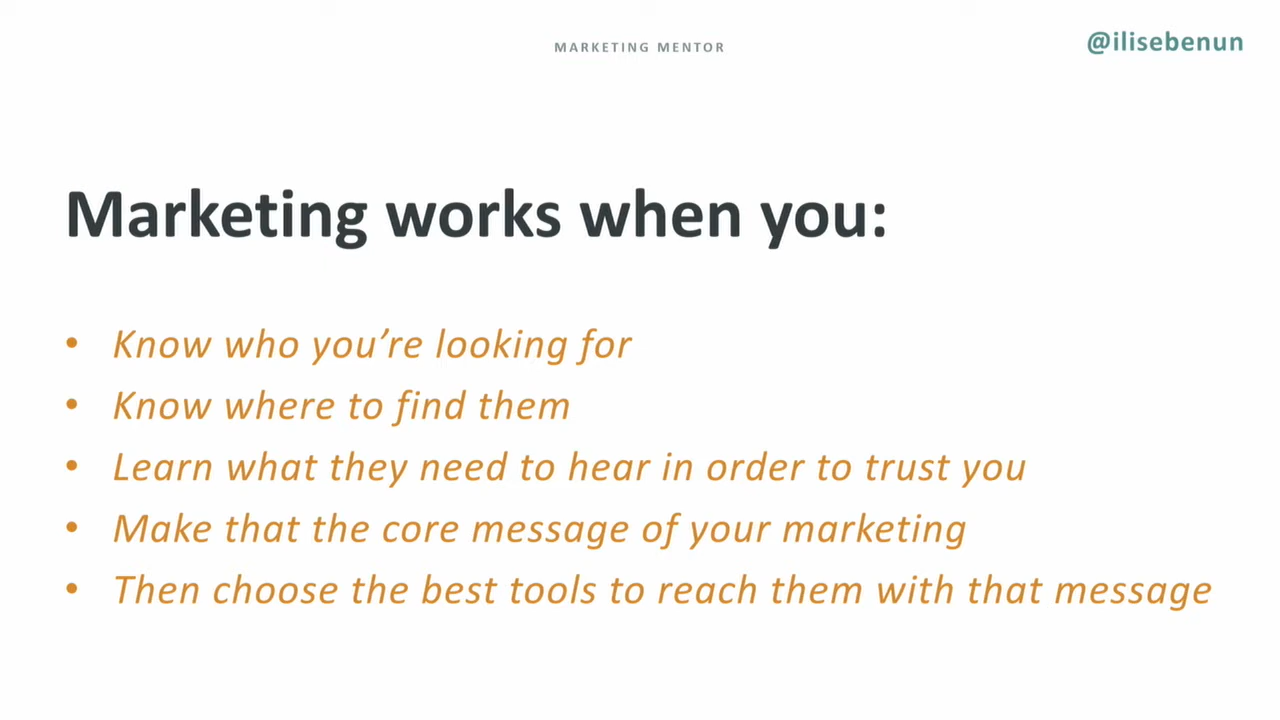 MARKETING MENTOR
@ilisebenun
Marketing works when you:
• Know who you’re looking for
• Know where to find them
• Learn what they need to hear in order to trust you
• Make that the core message of your marketing
• Then choose the best tools to reach them with that message